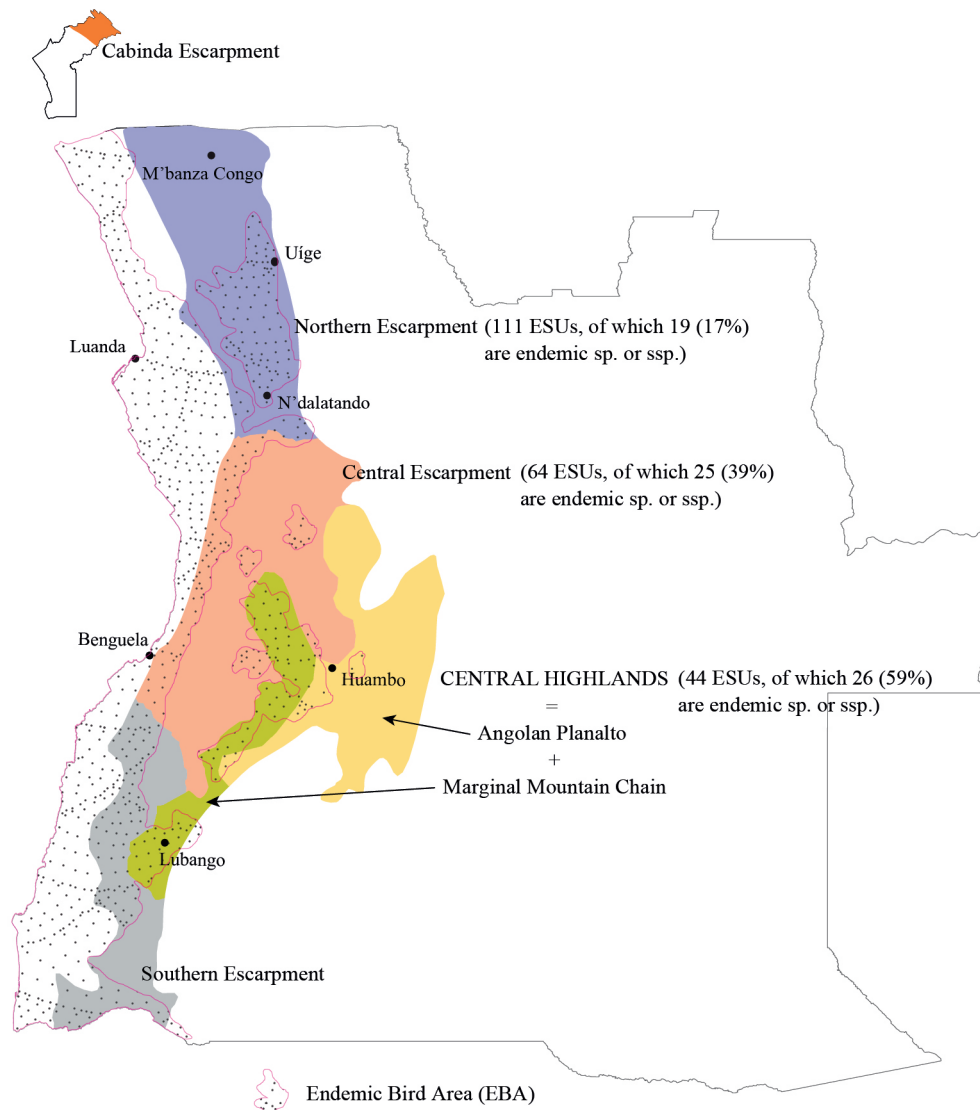 Cabinda Escarpment
M'banza Congo
Uíge
Northern Escarpment (111 ESUs, of which 19 (17%)
are endemic sp. or ssp.)
Luanda
N'dalatando
Central Escarpment (64 ESUs, of which 25 (39%)
are endemic sp. or ssp.)
Benguela
Huambo
CENTRAL HIGHLANDS (44 ESUs, of which 26 (59%)
are endemic sp. or ssp.)
=
Angolan Planalto
+
Marginal Mountain Chain
Lubango
Southern Escarpment
Endemic Bird Area (EBA)